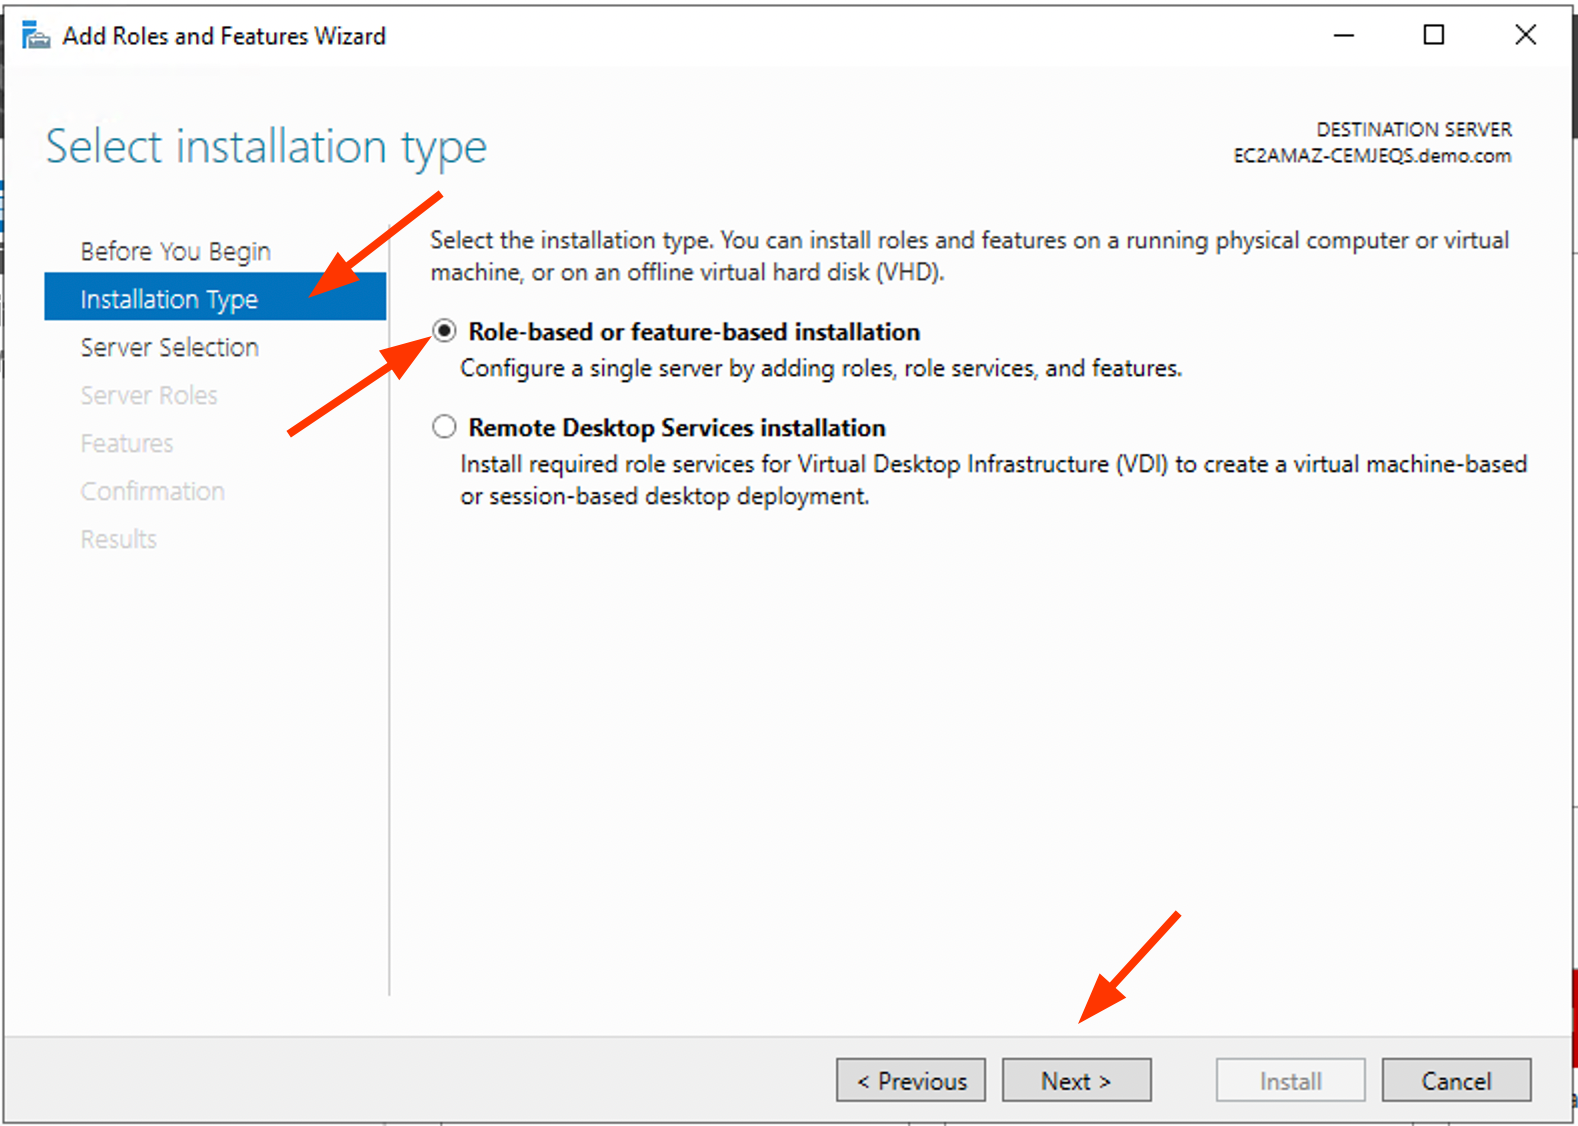 Add Roles and Features Wizard
Select installation type
DESTINATION SERVER
EC2AMAZ-CEMJEQS.demo.com
Before You Begin
Installation Type
Server Selection
Server Roles
Features
Confirmation
Results
Select the installation type. You can install roles and features on a running physical computer or virtual
machine, or on an offline virtual hard disk (VHD).
Role-based or feature-based installation
Configure a single server by adding roles, role services, and features.
Remote Desktop Services installation
Install required role services for Virtual Desktop Infrastructure (VDI) to create a virtual machine-based
or session-based desktop deployment.
< Previous
Next >
Install
Cancel